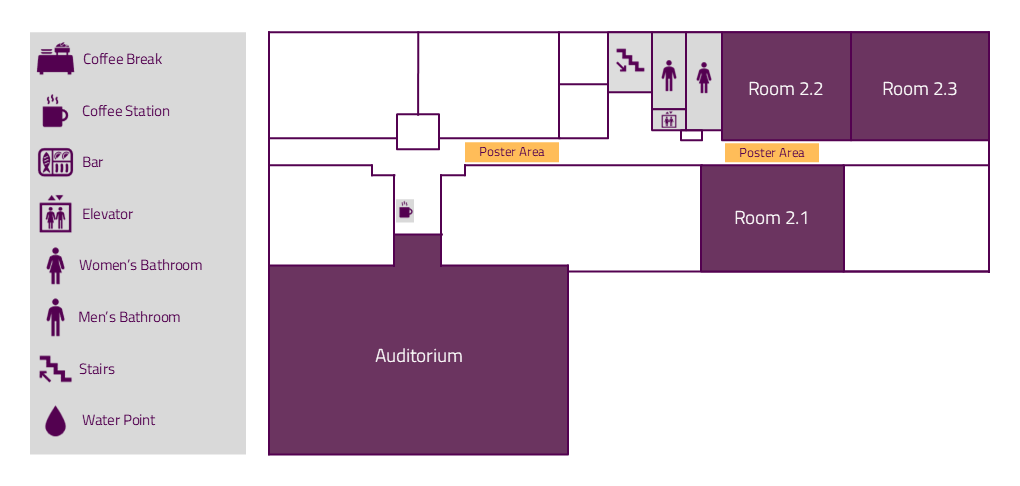 Coffee Break
Coffee Station
Bar
Elevator
Women's Bathroom
Men's Bathroom
Stairs
Water Point
Room 2.2
Room 2.3
Poster Area
Poster Area
Room 2.1
Auditorium